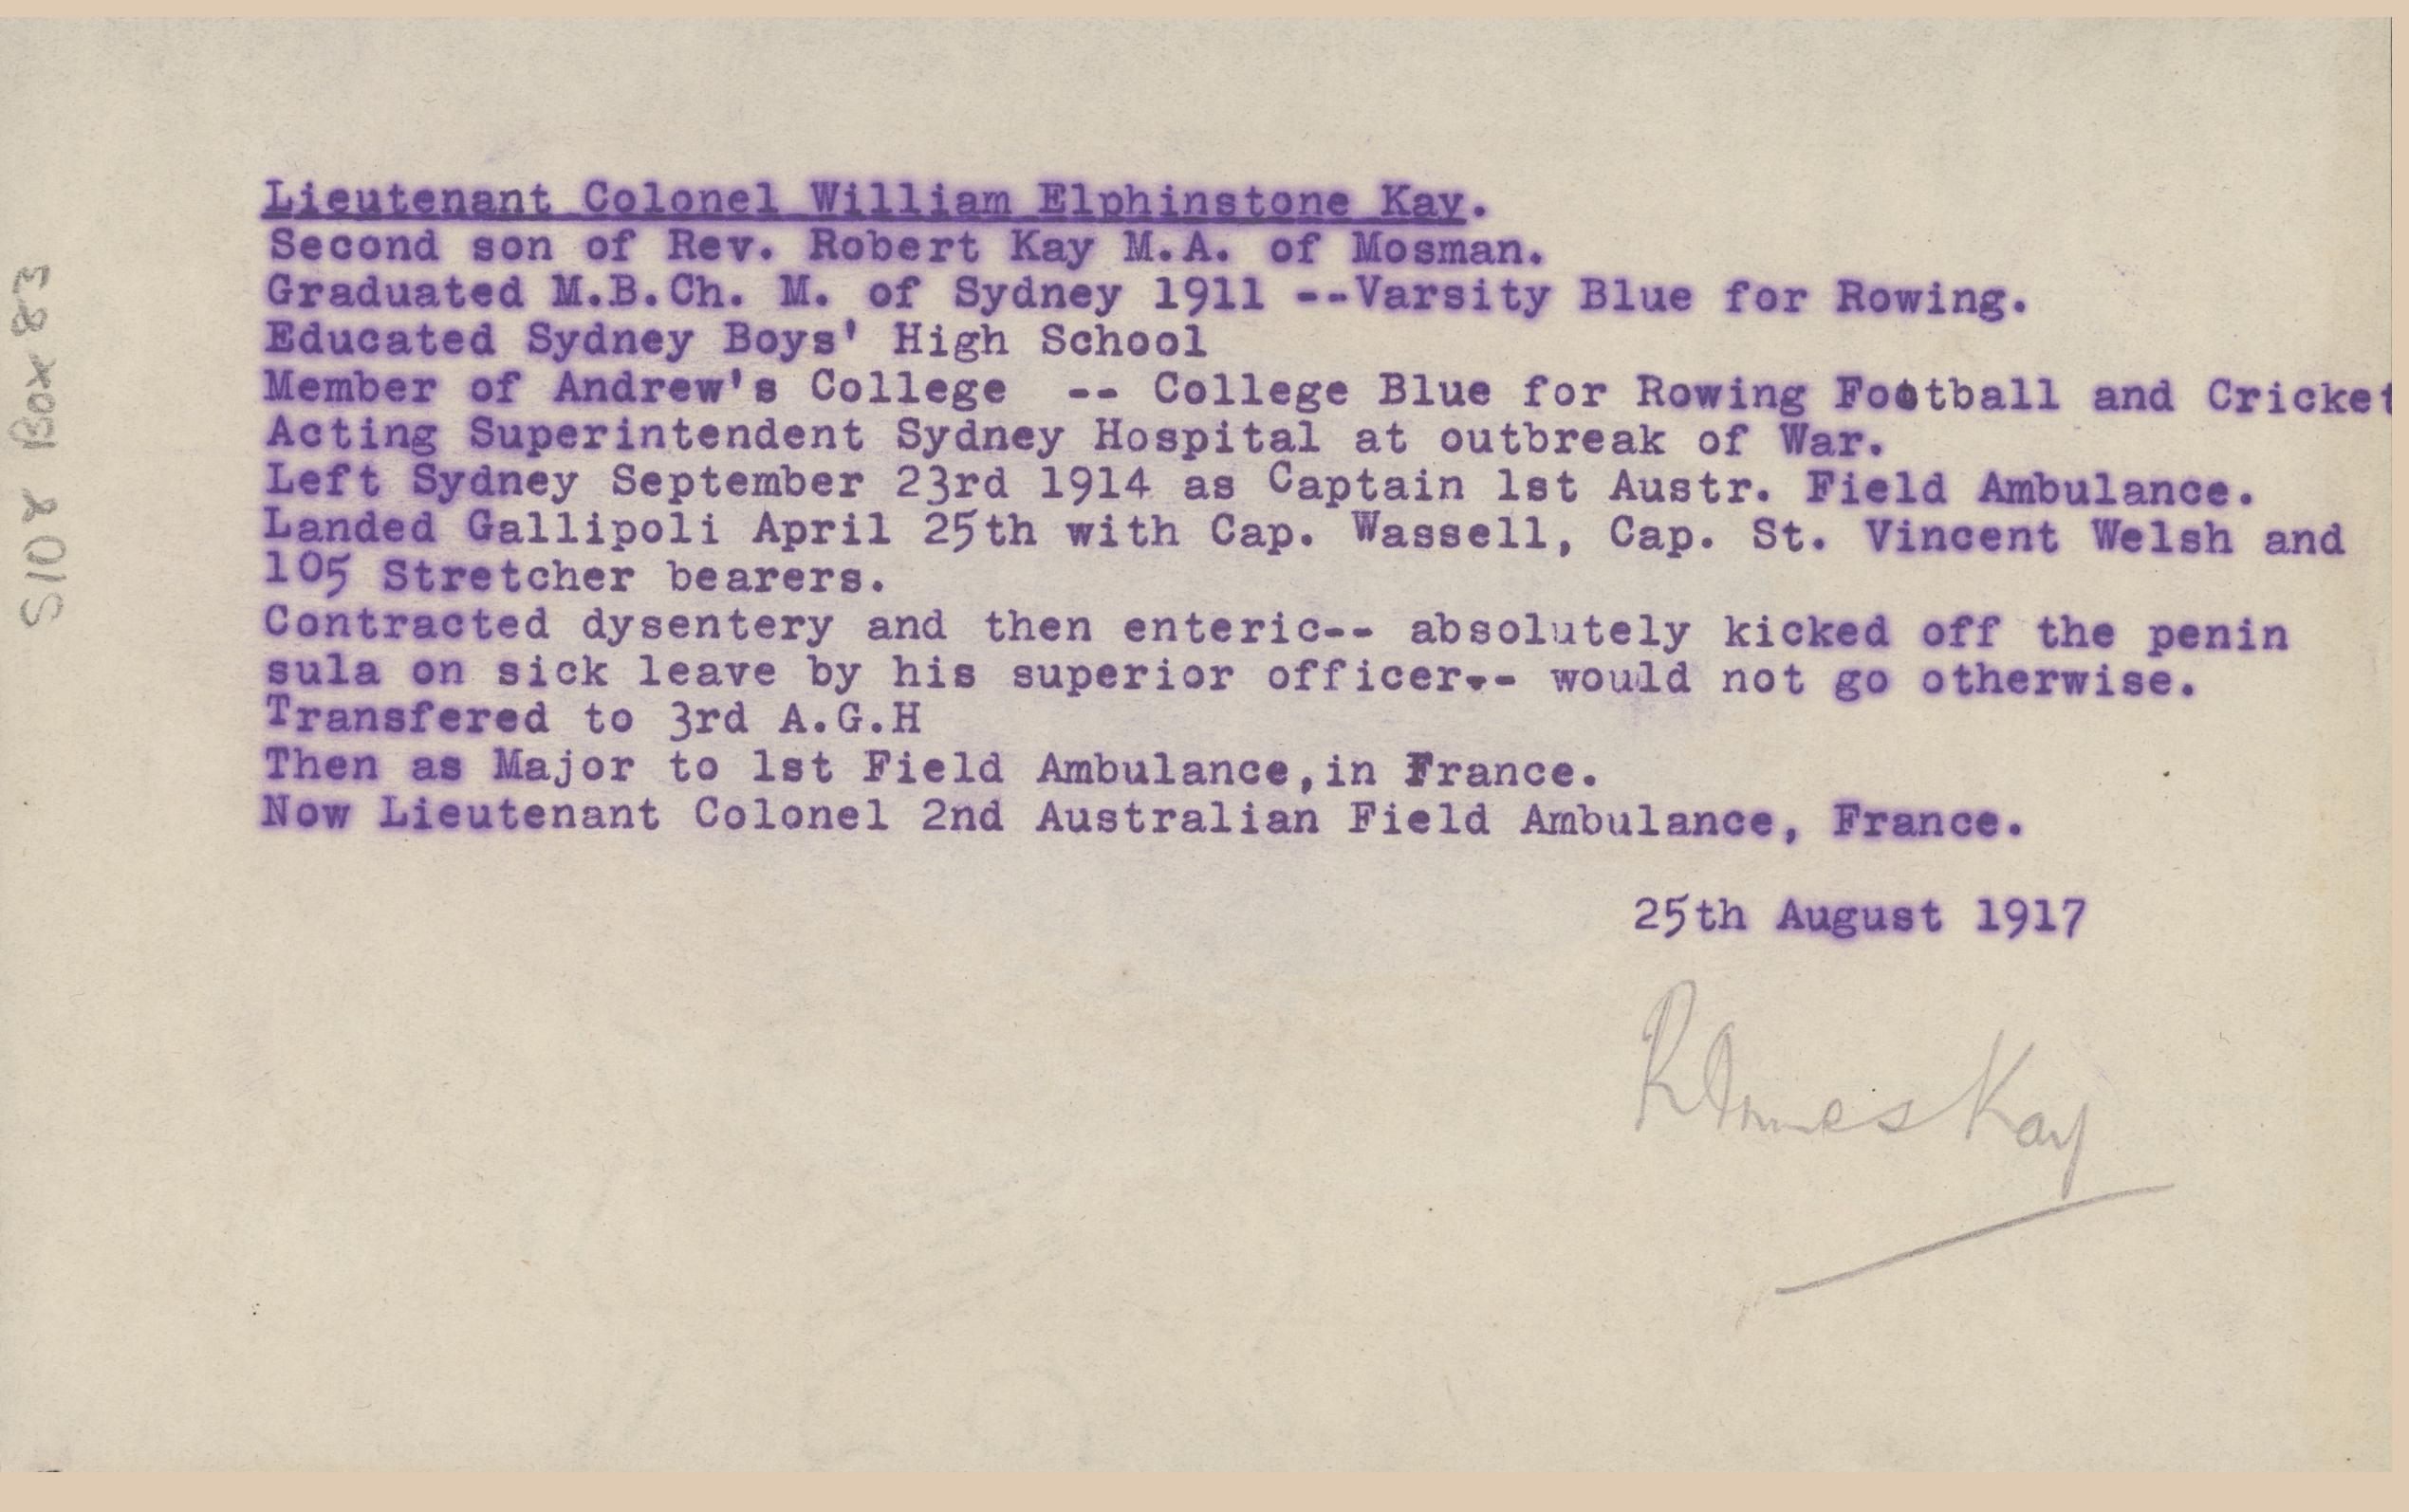 Lieutenant Colonel William Elphinstone Kay.
Second son of Rev. Robert Kay M.A. of Mosman.
Graduated M.B.Ch. M. of Sydney 1911 --Varsity Blue for Rowing.
Educated Sydney Boys' High School
Member of Andrew's College -- College Blue for Rowing Football and Cricket
Acting Superintendent Sydney Hospital at outbreak of War.
Left Sydney September 23rd 1914 as Captain 1st Austr. Field Ambulance.
Landed Gallipoli April 25th with Cap. Wassell, Cap. St. Vincent Welsh and
105 Stretcher bearers.
Contracted dysentery and then enteric-- absolutely kicked off the penin
sula on sick leave by his superior officer-- would not go otherwise.
Transfered to 3rd A.G.H
Then as Major to 1st Field Ambulance,in France.
Now Lieutenant Colonel 2nd Australian Field Ambulance, France.
25th August 1917
R Innes Kay
Box 83